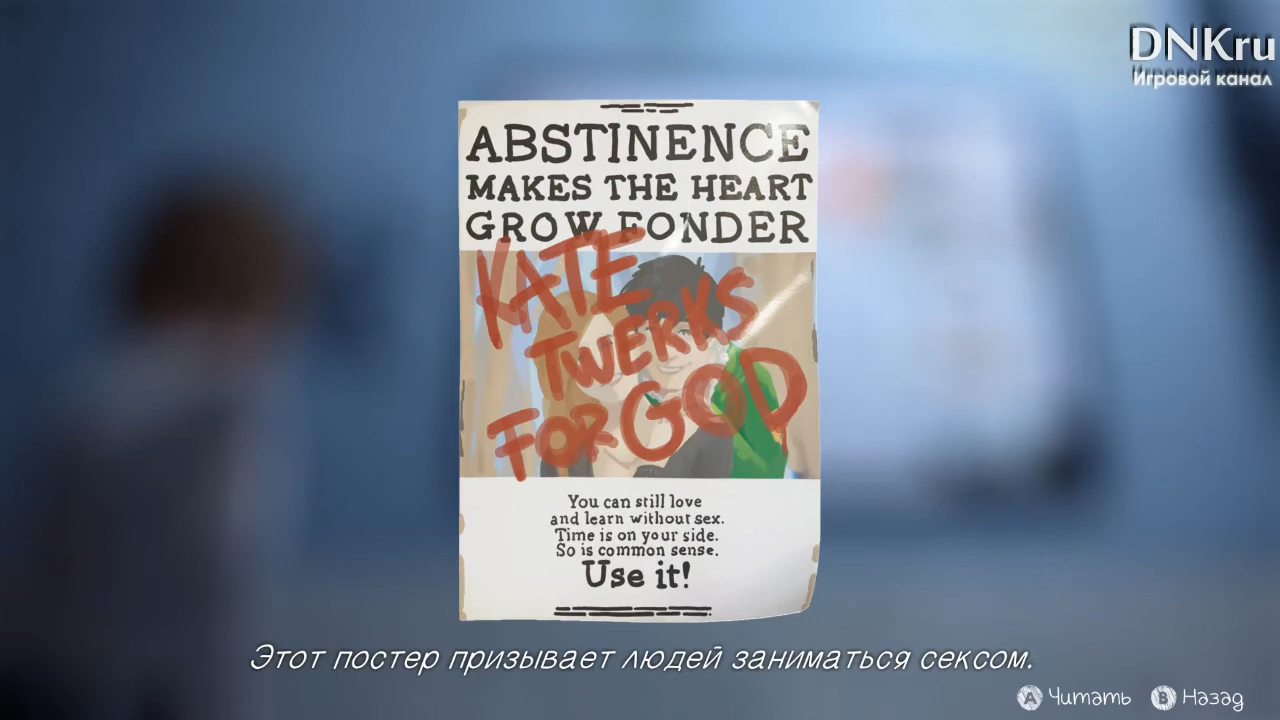 DNKru
Игровой канал
ABSTINENCE
MAKES THE HEART
GROW FONDER
KATE
TWERKS
FOR GOD
You can still love
and learn without sex.
Time is on your side.
So is common sense.
Use it!
Этот постер призывает людей заниматься сексом.
A Читать B Назад